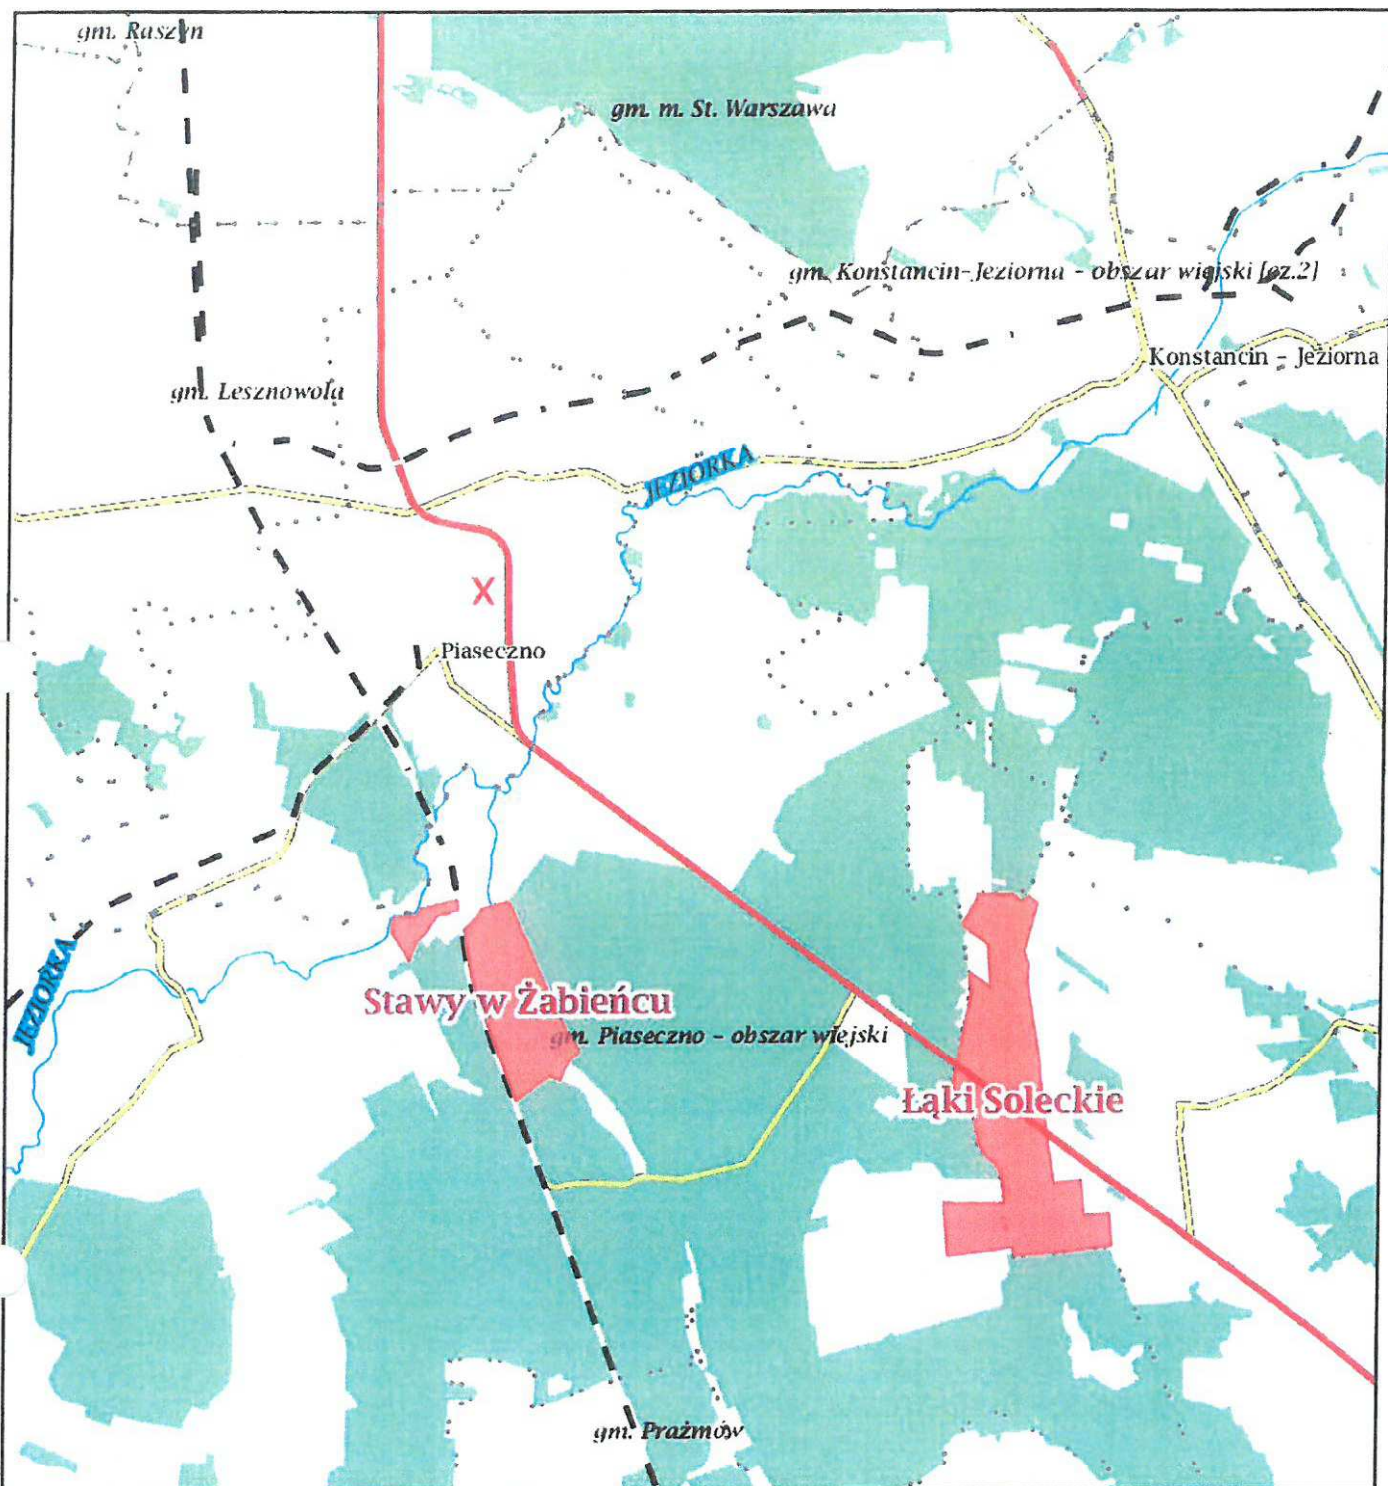 gm. Raszyn
gm. m. St. Warszawa
gm. Konstancin-Jeziorna - obszar wiejski [cz.2]
Konstancin - Jeziorna
gm. Lesznowola
JEZIORKA
X
Piaseczno
JEZIORKA
Stawy w Żabieńcu
gm. Piaseczno - obszar wiejski
Łąki Soleckie
gm. Prażmów